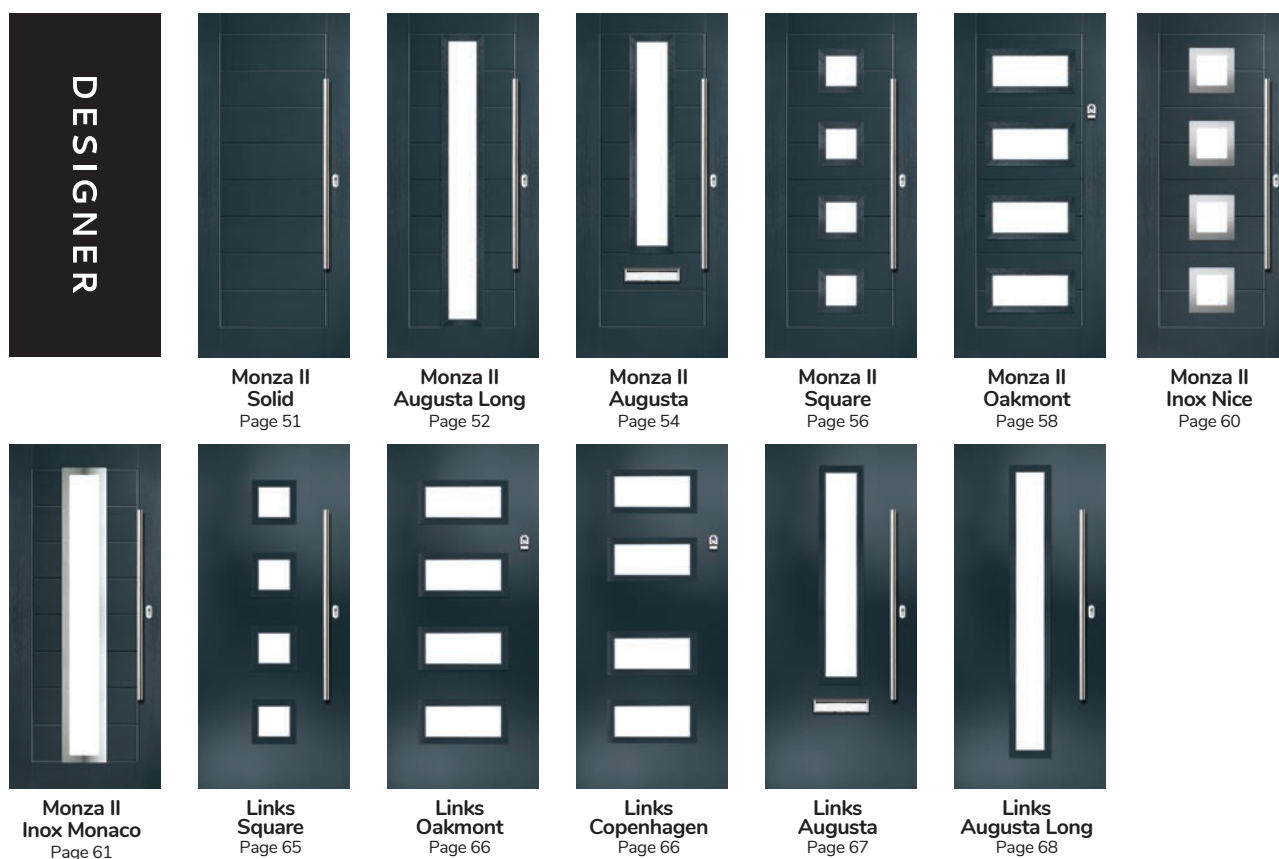 DESIGNER
Monza II
Solid
Page 51
Monza II
Augusta Long
Page 52
Monza II
Augusta
Page 54
Monza II
Square
Page 56
Monza II
Oakmont
Page 58
Monza II
Inox Nice
Page 60
Monza II
Inox Monaco
Page 61
Links
Square
Page 65
Links
Oakmont
Page 66
Links
Copenhagen
Page 66
Links
Augusta
Page 67
Links
Augusta Long
Page 68